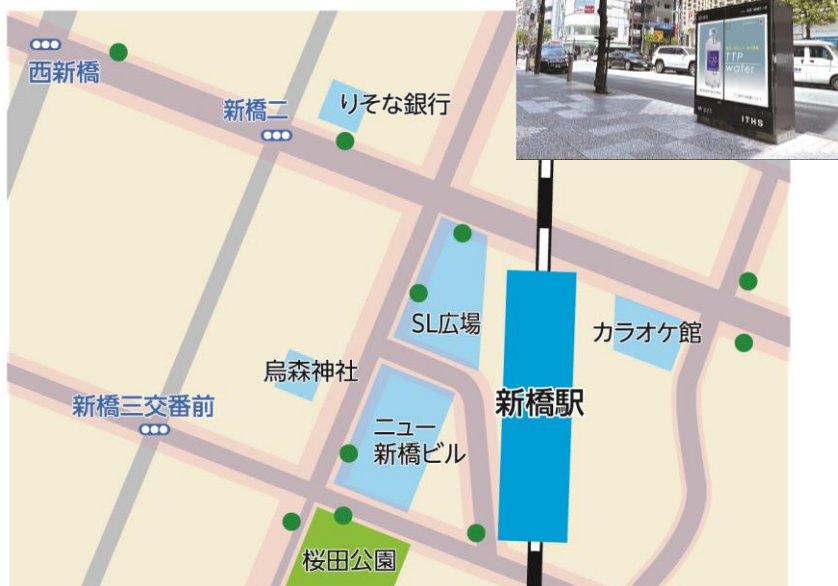 西新橋
新橋二
りそな銀行
TTP
water
ITHS
SL広場
カラオケ館
烏森神社
新橋駅
新橋三交番前
ニュー
新橋ビル
桜田公園